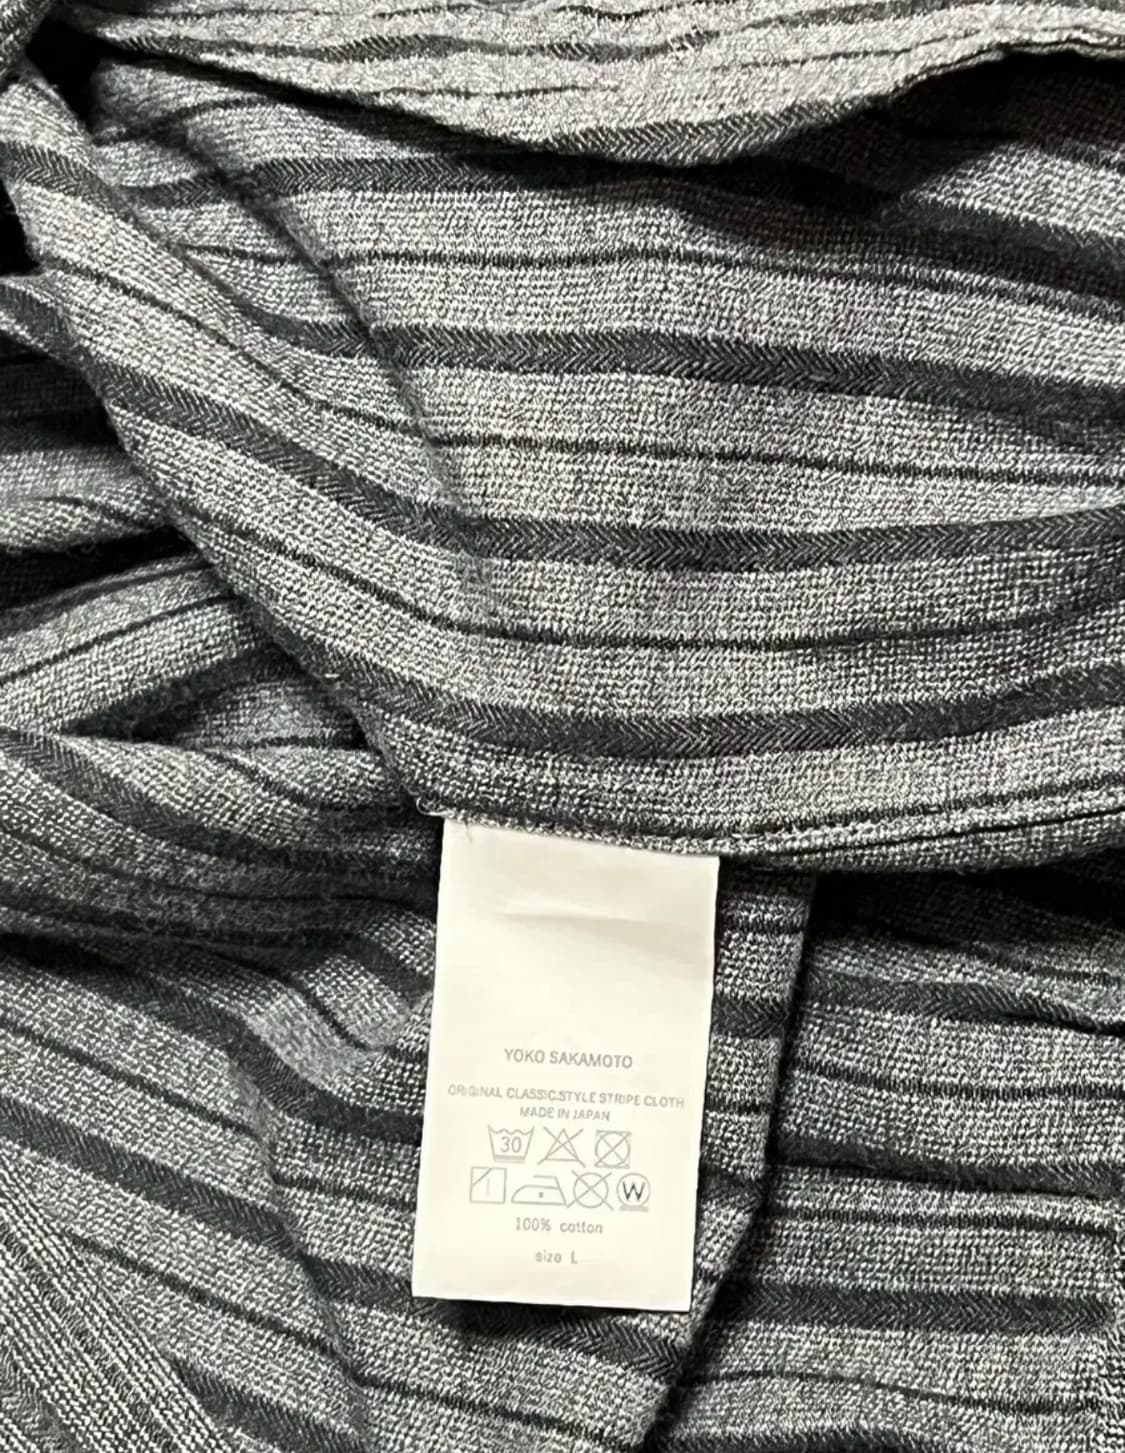 YOKO SAKAMOTO
ORIGINAL CLASSIC.STYLE STRIPE CLOTH
MADE IN JAPAN
30
W
100% cotton
size L